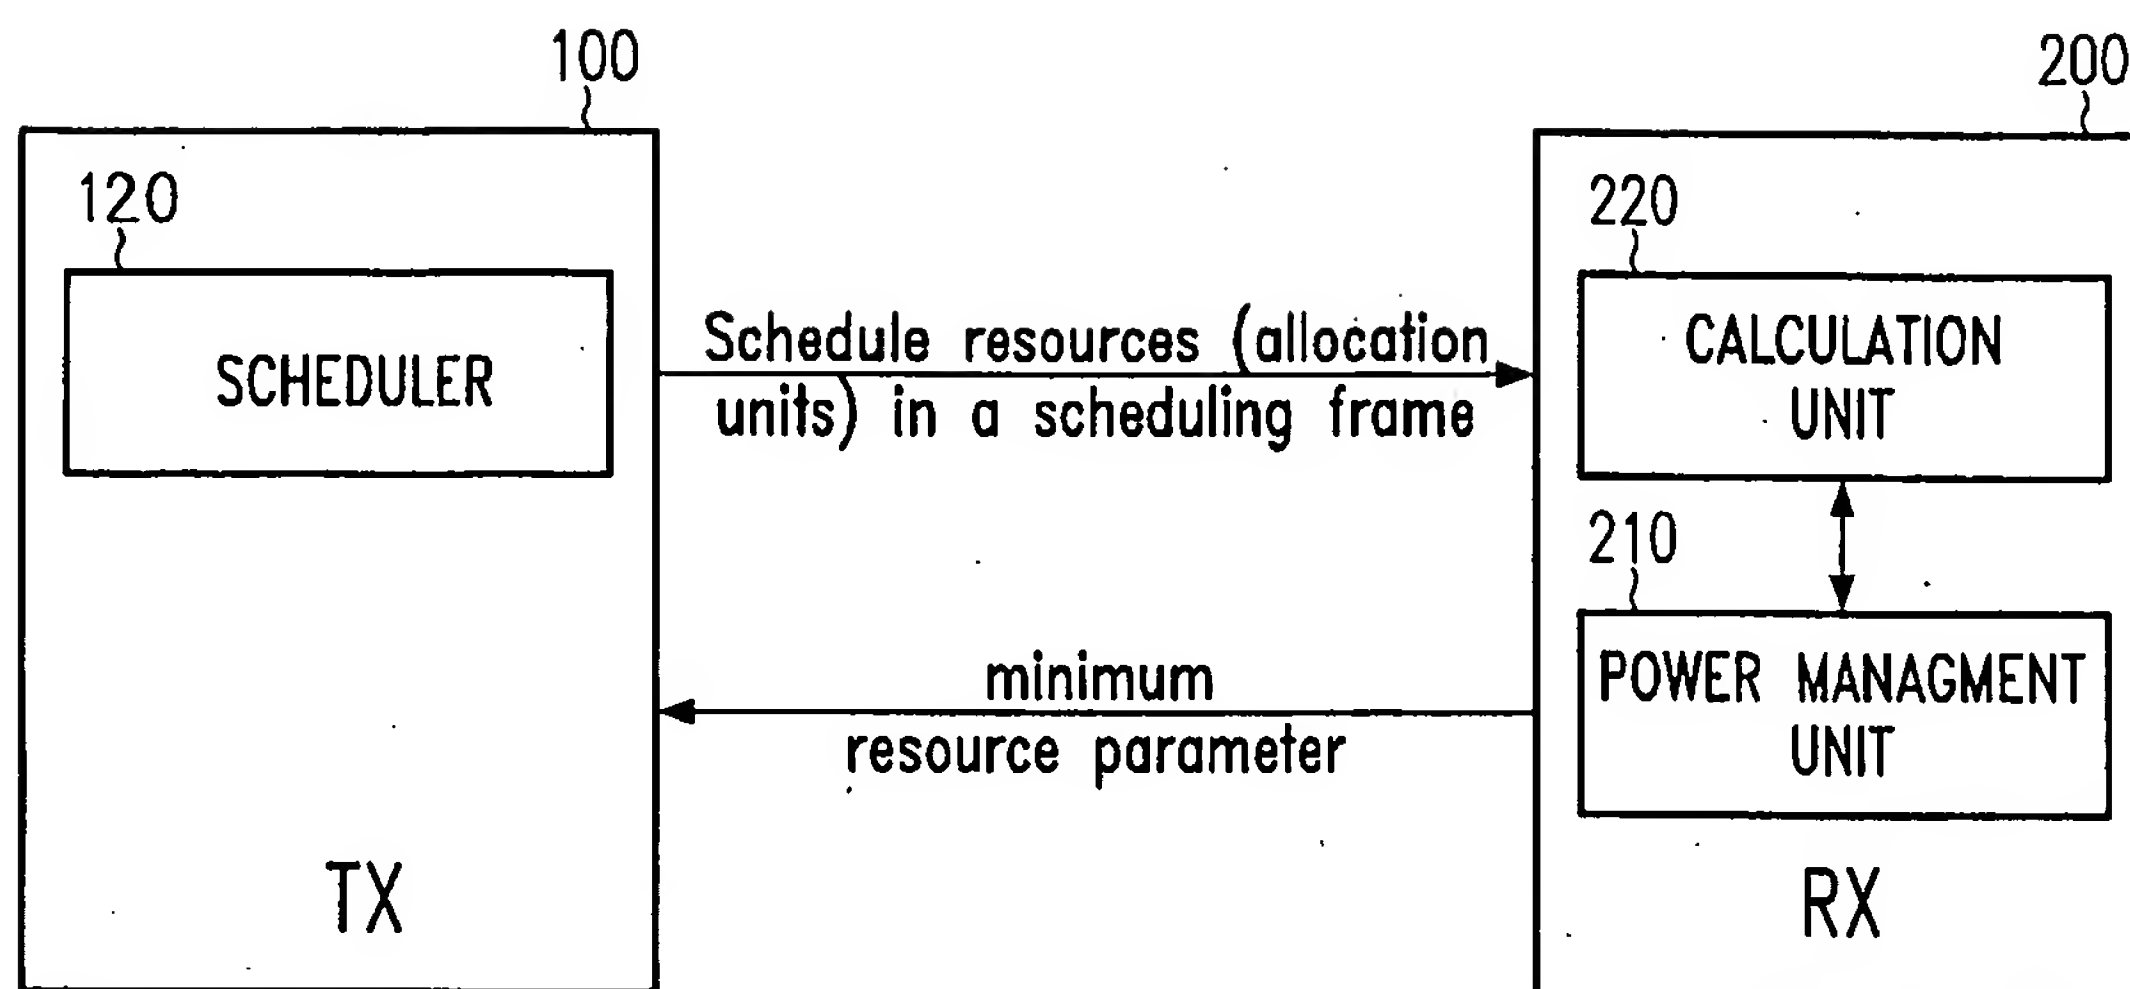 100
200
120
220
SCHEDULER
Schedule resources (allocation
units) in a scheduling frame
CALCULATION
UNIT
210
minimum
resource parameter
POWER MANAGMENT
UNIT
TX
RX